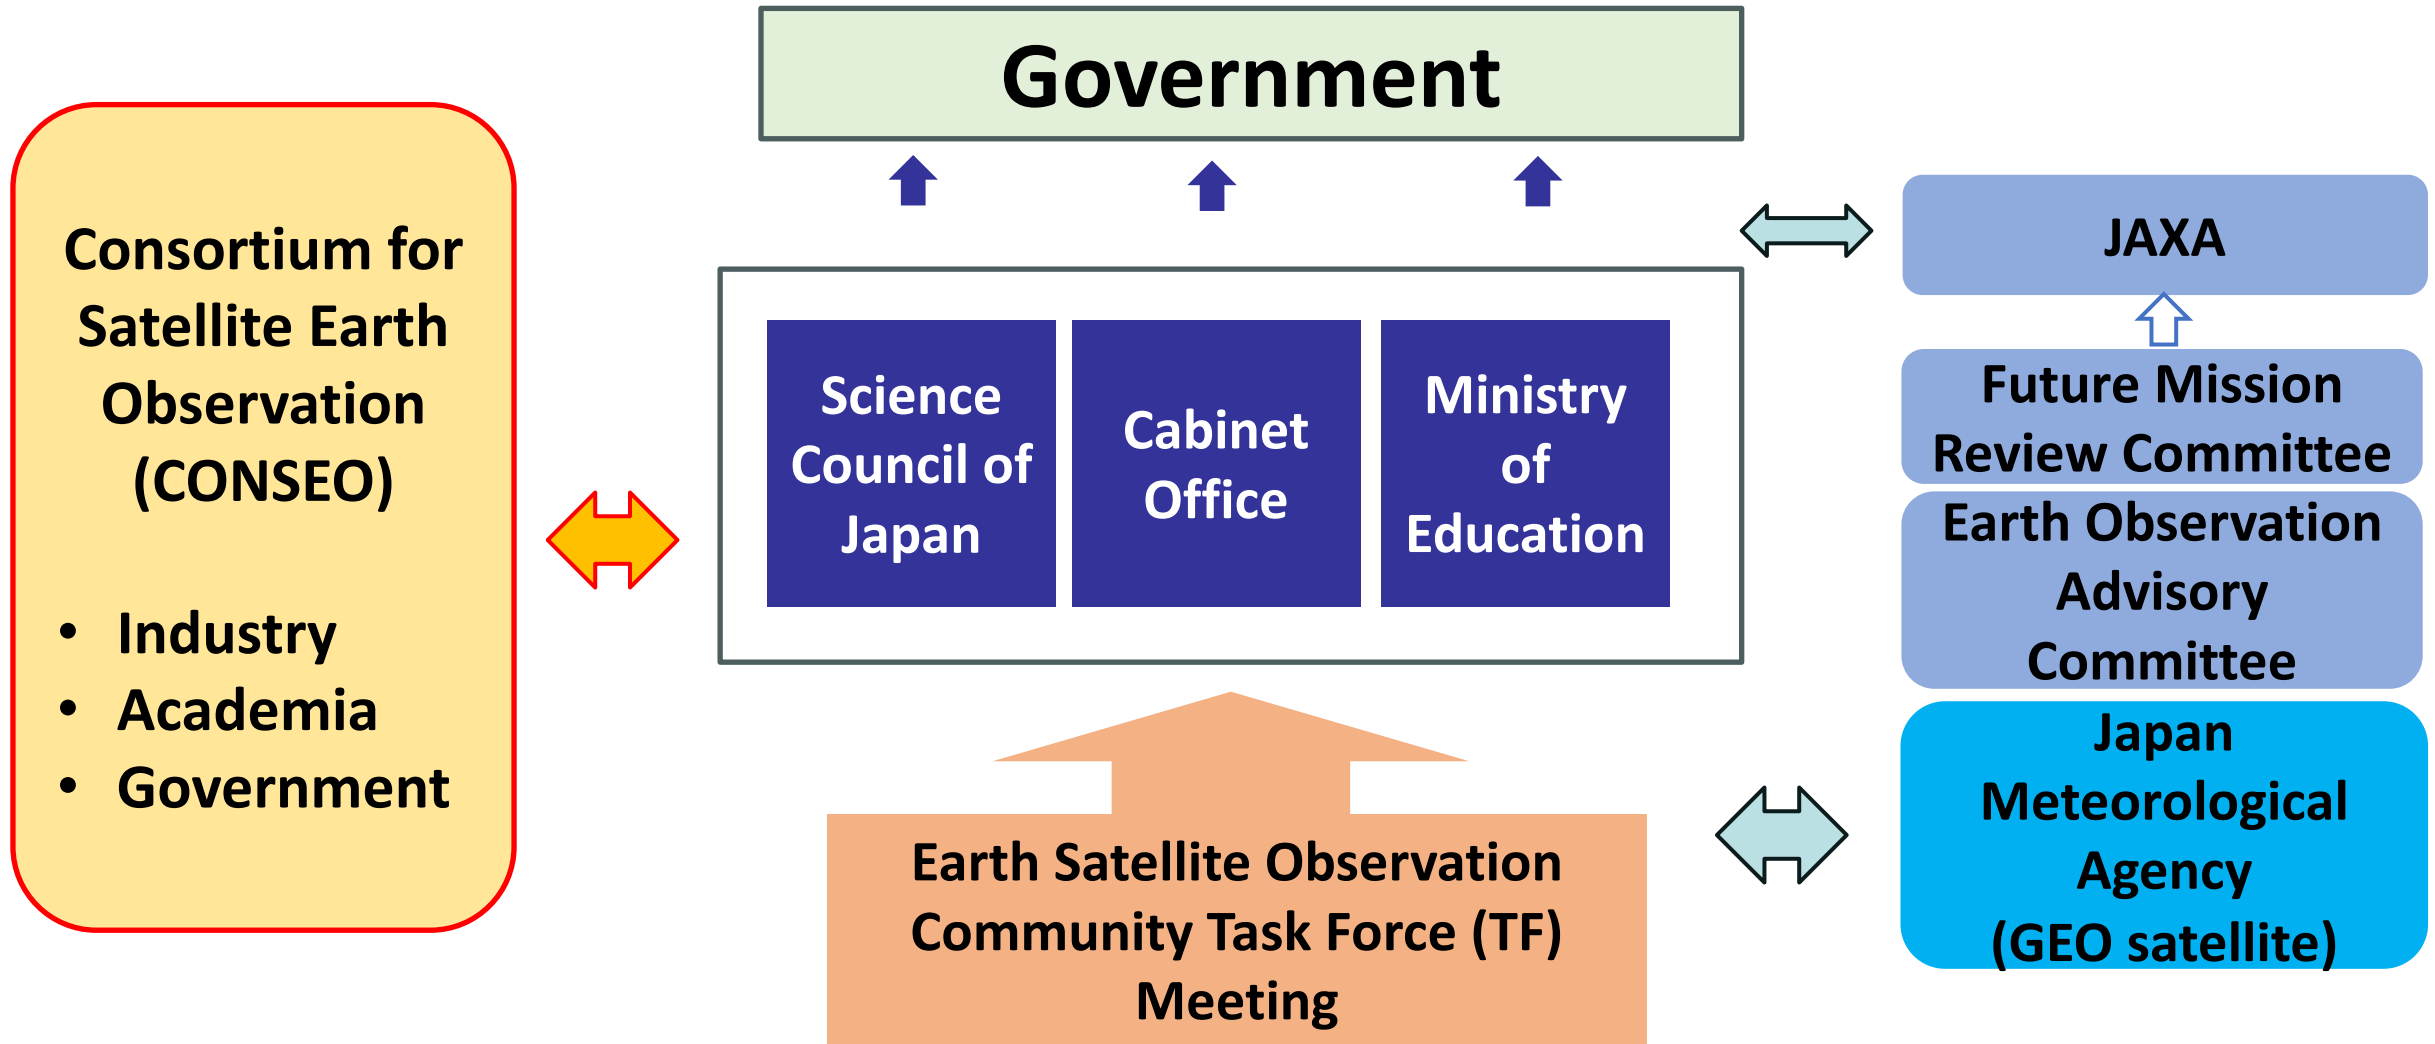 Government
Consortium for
Satellite Earth
Observation
(CONSEO)
• Industry
• Academia
• Government
Science
Council of
Japan
Cabinet
Office
Ministry
of
Education
Earth Satellite Observation
Community Task Force (TF)
Meeting
JAXA
Future Mission
Review Committee
Earth Observation
Advisory
Committee
Japan
Meteorological
Agency
(GEO satellite)